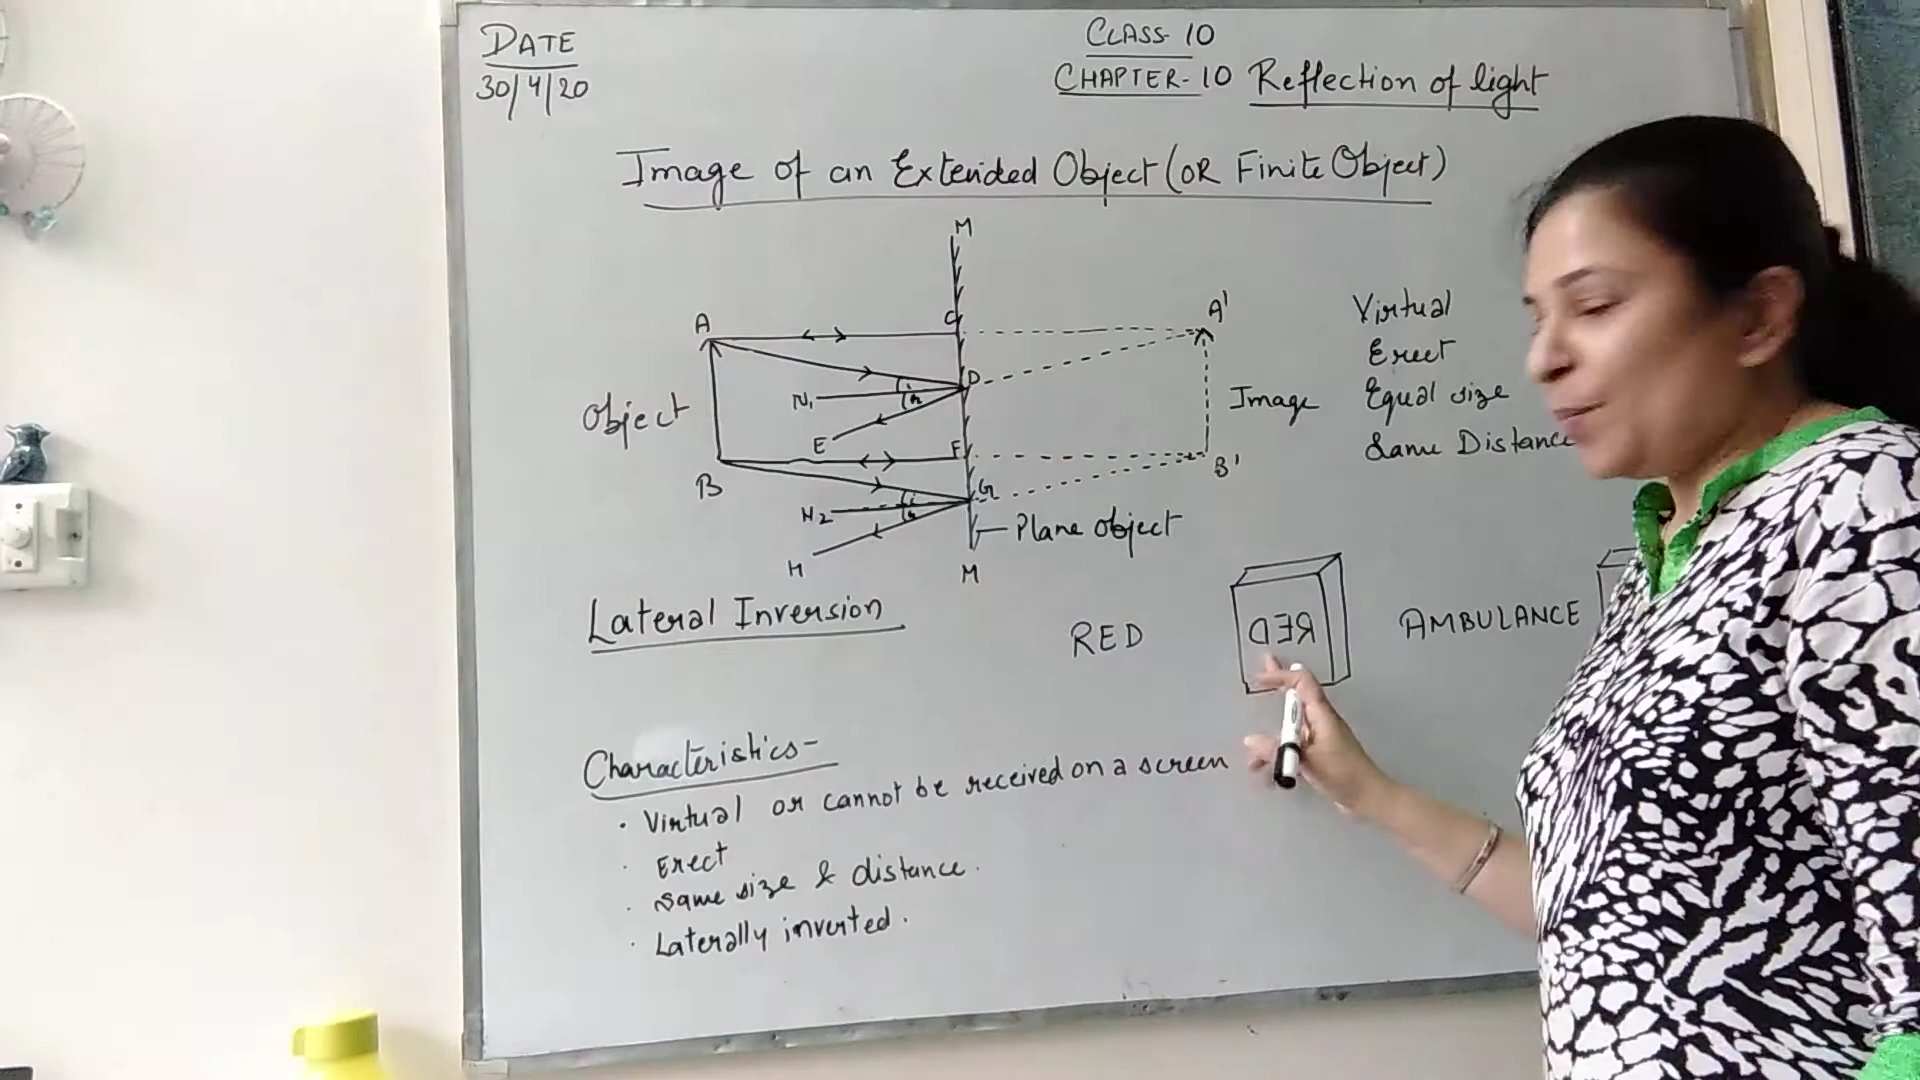 DATE
30/4/20
CLASS-10
CHAPTER-10 Reflection of light
Image of an Extended Object (OR Finite Object)
M
A
C
A'
D
N1
E
Object
Image
B
F
B'
G
N2
H
M
Plane object
Virtual
Erect
Equal size
Same Distance
Lateral Inversion
RED
RED
AMBULANCE
Characteristics-
· Virtual or cannot be received on a screen
· Erect
· Same size & distance.
· Laterally inverted.